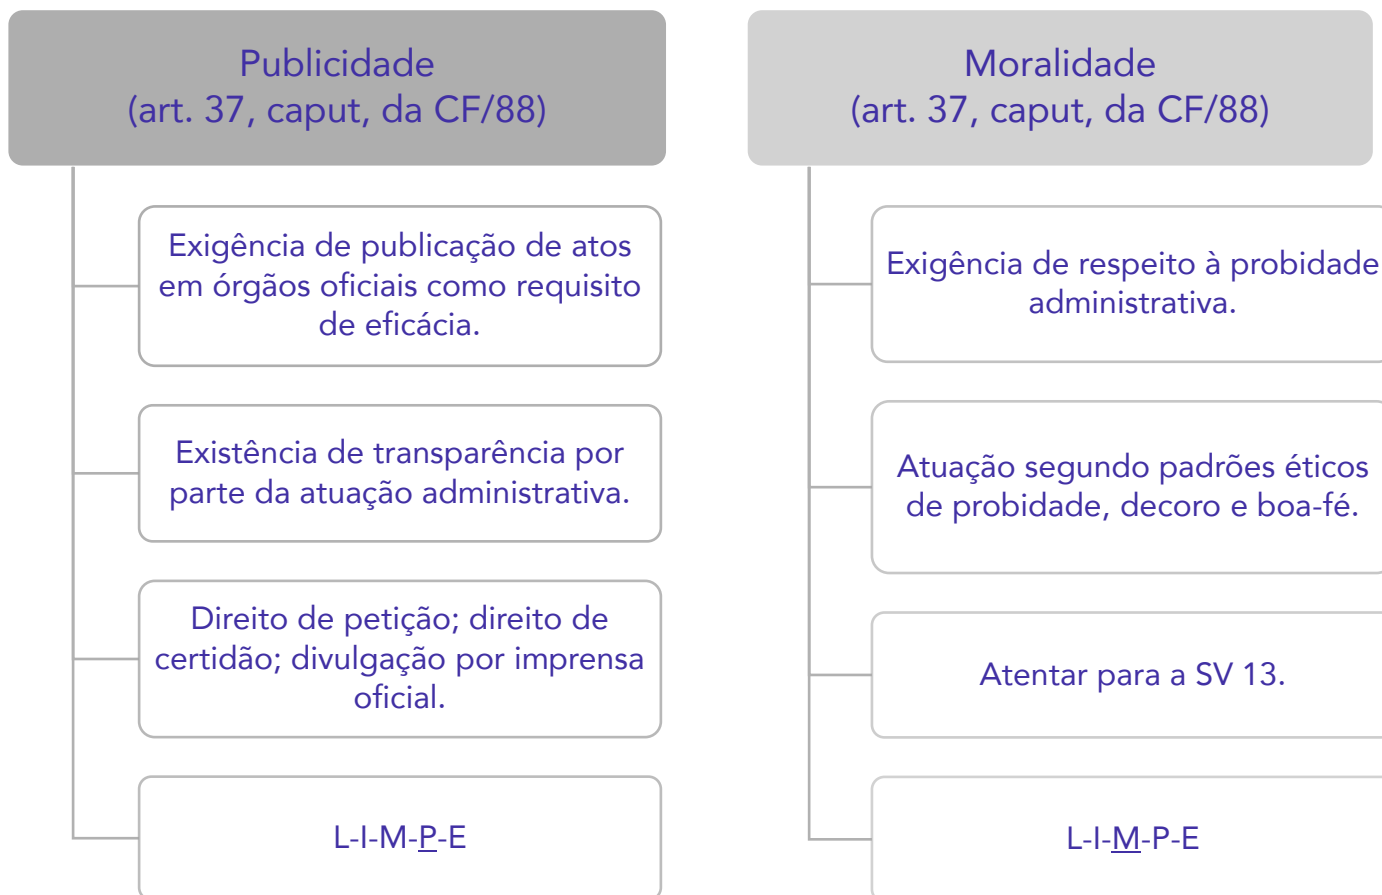 Publicidade
(art. 37, caput, da CF/88)
Exigência de publicação de atos
em órgãos oficiais como requisito
de eficácia.
Existência de transparência por
parte da atuação administrativa.
Direito de petição; direito de
certidão; divulgação por imprensa
oficial.
L-I-M-P-E
Moralidade
(art. 37, caput, da CF/88)
Exigência de respeito à probidade
administrativa.
Atuação segundo padrões éticos
de probidade, decoro e boa-fé.
Atentar para a SV 13.
L-I-M-P-E